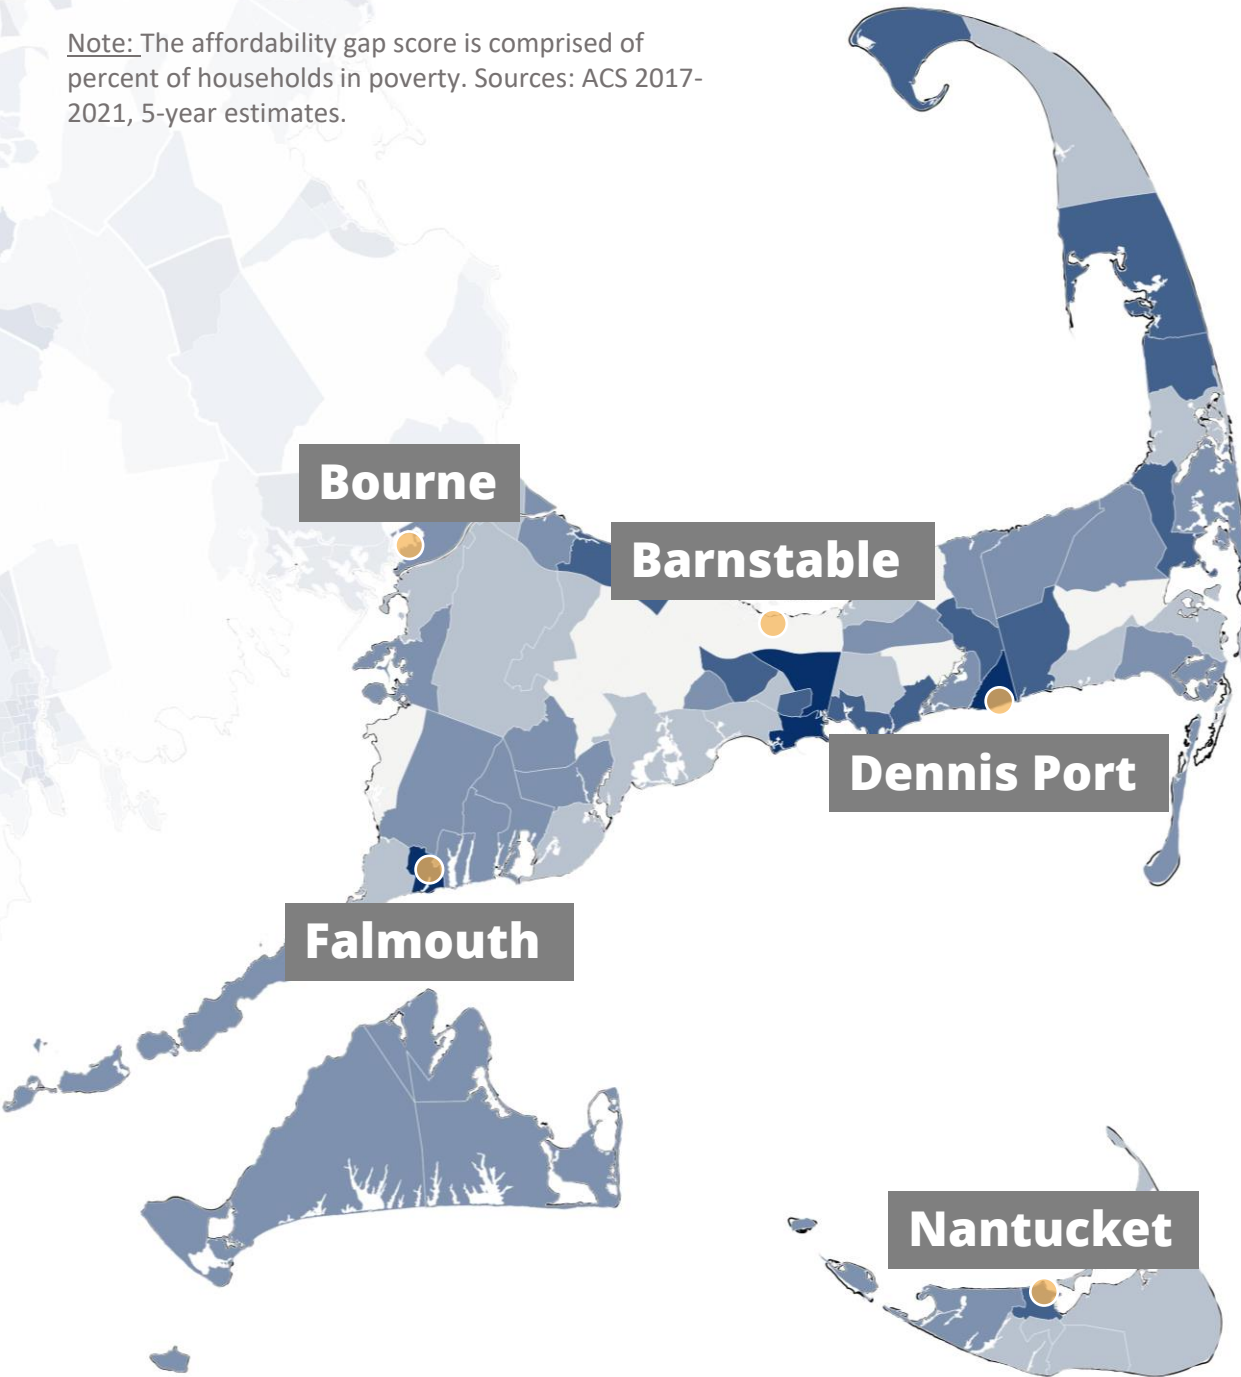 Note: The affordability gap score is comprised of
percent of households in poverty. Sources: ACS 2017-
2021, 5-year estimates.
Bourne
Barnstable
Dennis Port
Falmouth
Nantucket